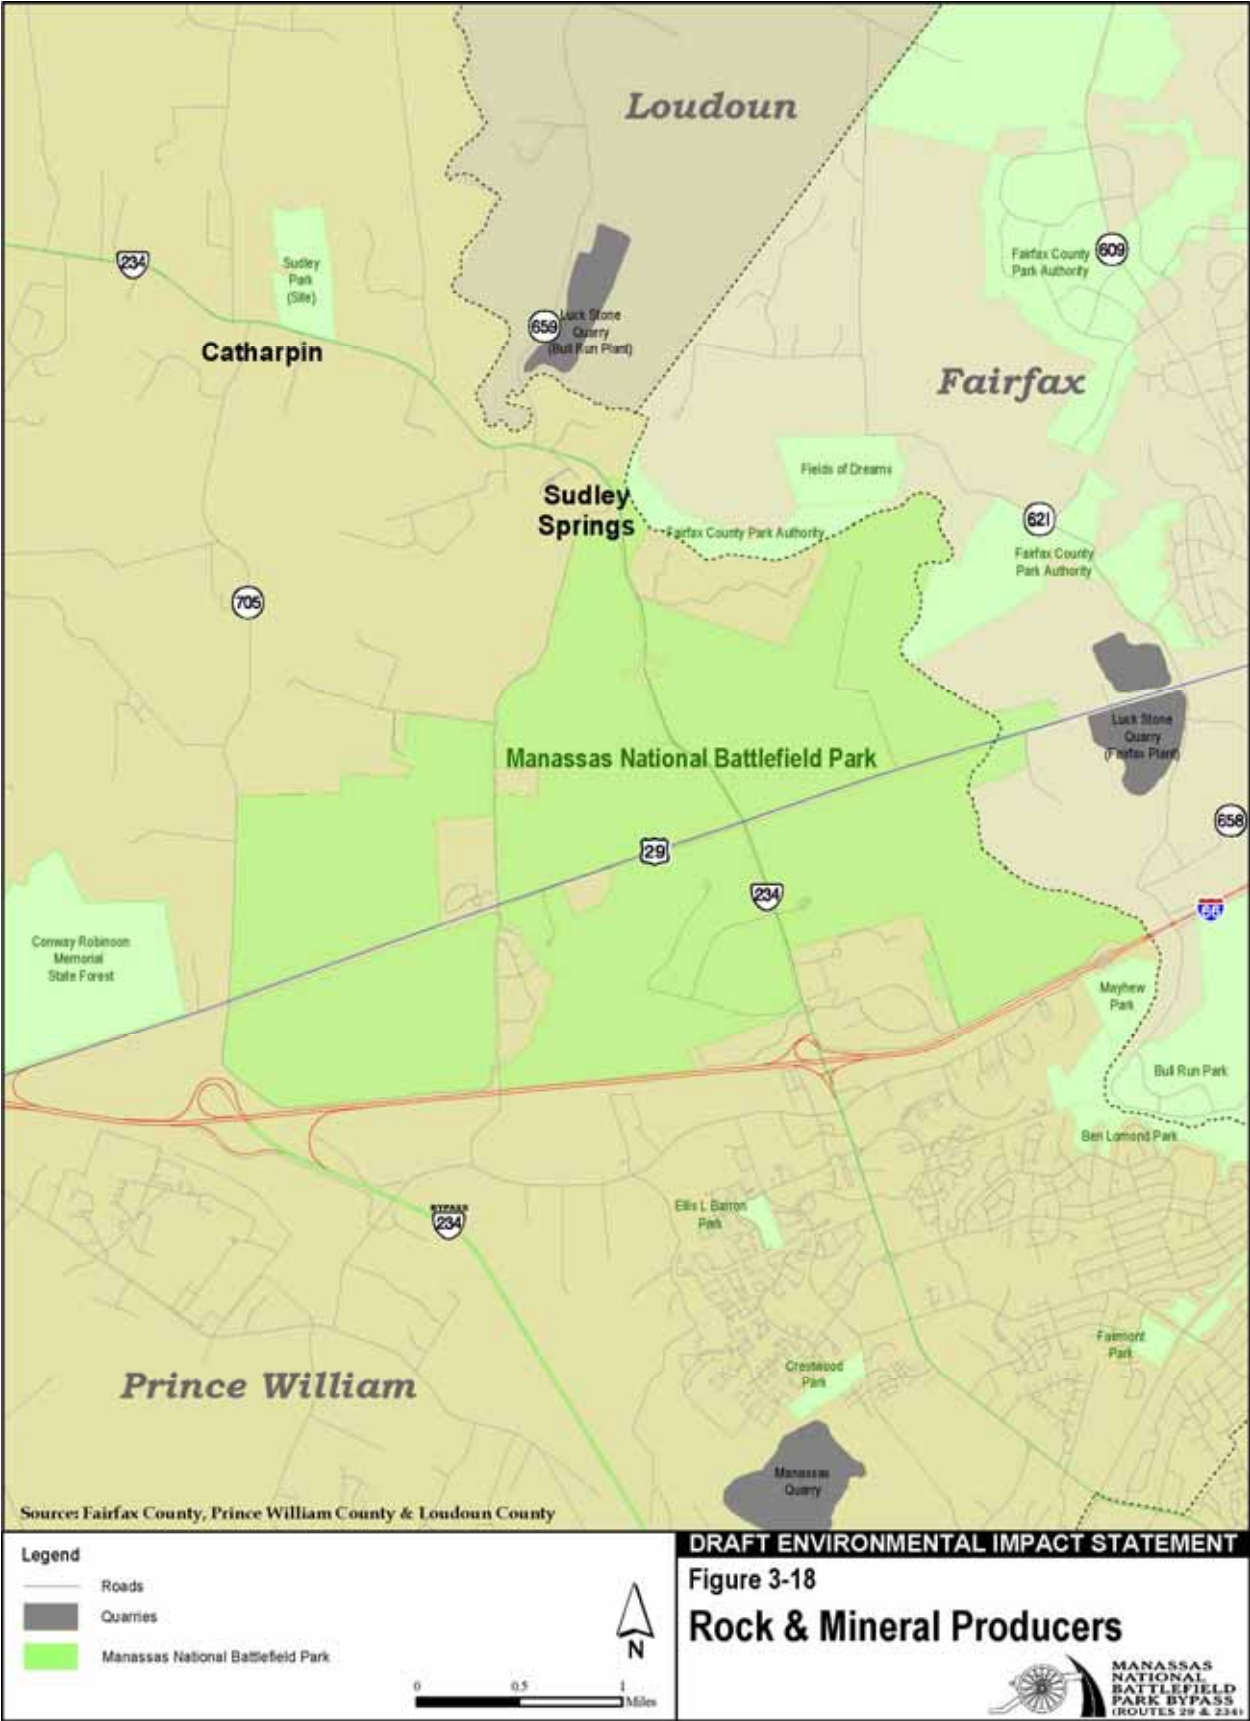 Loudoun
234
Sudley
Park
(Site)
Fairfax County
Park Authority
609
659
Luck Stone
Quarry
(Bull Run Plant)
Catharpin
Fairfax
Fields of Dreams
Sudley
Springs
Fairfax County Park Authority
621
Fairfax County
Park Authority
705
Luck Stone
Quarry
(Fairfax Plant)
Manassas National Battlefield Park
658
29
234
66
Conway Robinson
Memorial
State Forest
Mayhew
Park
Bull Run Park
Ben Lomond Park
Ellis L Barron
Park
BYPASS
234
Fairmont
Park
Crestwood
Park
Prince William
Manassas
Quarry
Source: Fairfax County, Prince William County & Loudoun County
Legend
Roads
Quarries
Manassas National Battlefield Park
N
0 0.5 1
Miles
DRAFT ENVIRONMENTAL IMPACT STATEMENT
Figure 3-18
Rock & Mineral Producers
MANASSAS
NATIONAL
BATTLEFIELD
PARK BYPASS
(ROUTES 29 & 234)